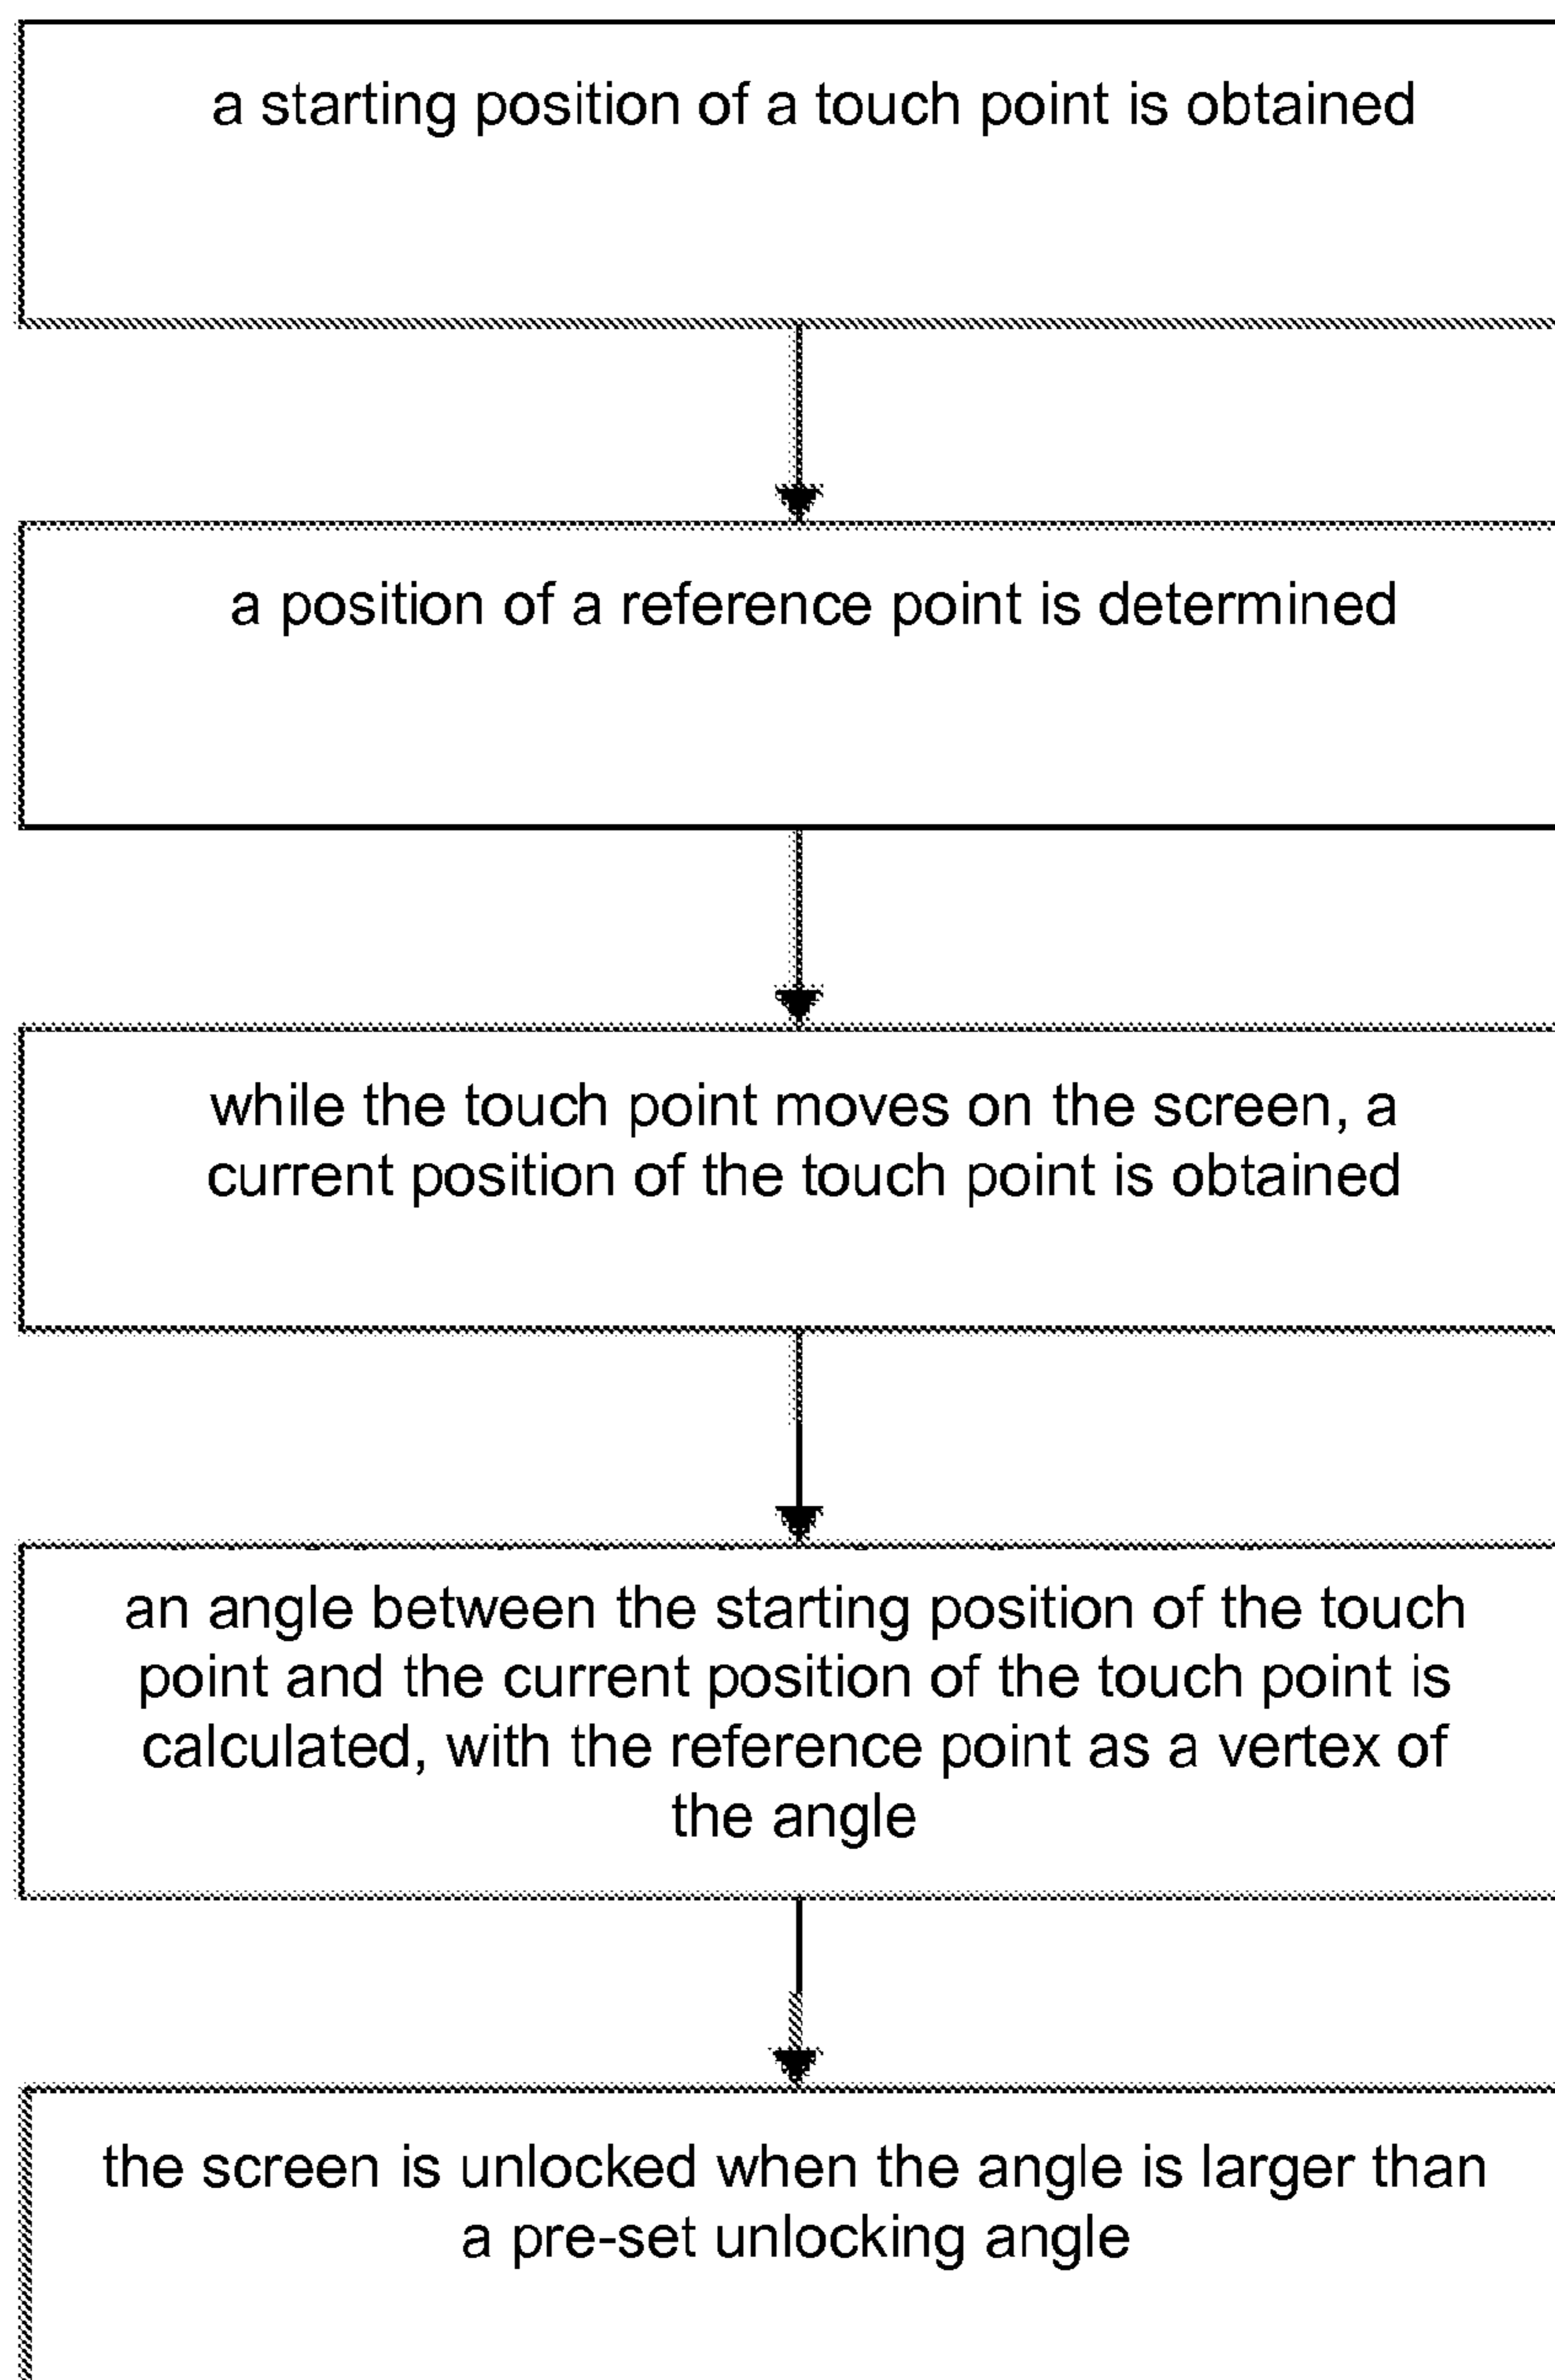 a starting position of a touch point is obtained
a position of a reference point is determined
while the touch point moves on the screen, a
current position of the touch point is obtained
an angle between the starting position of the touch
point and the current position of the touch point is
calculated, with the reference point as a vertex of
the angle
the screen is unlocked when the angle is larger than
a pre-set unlocking angle